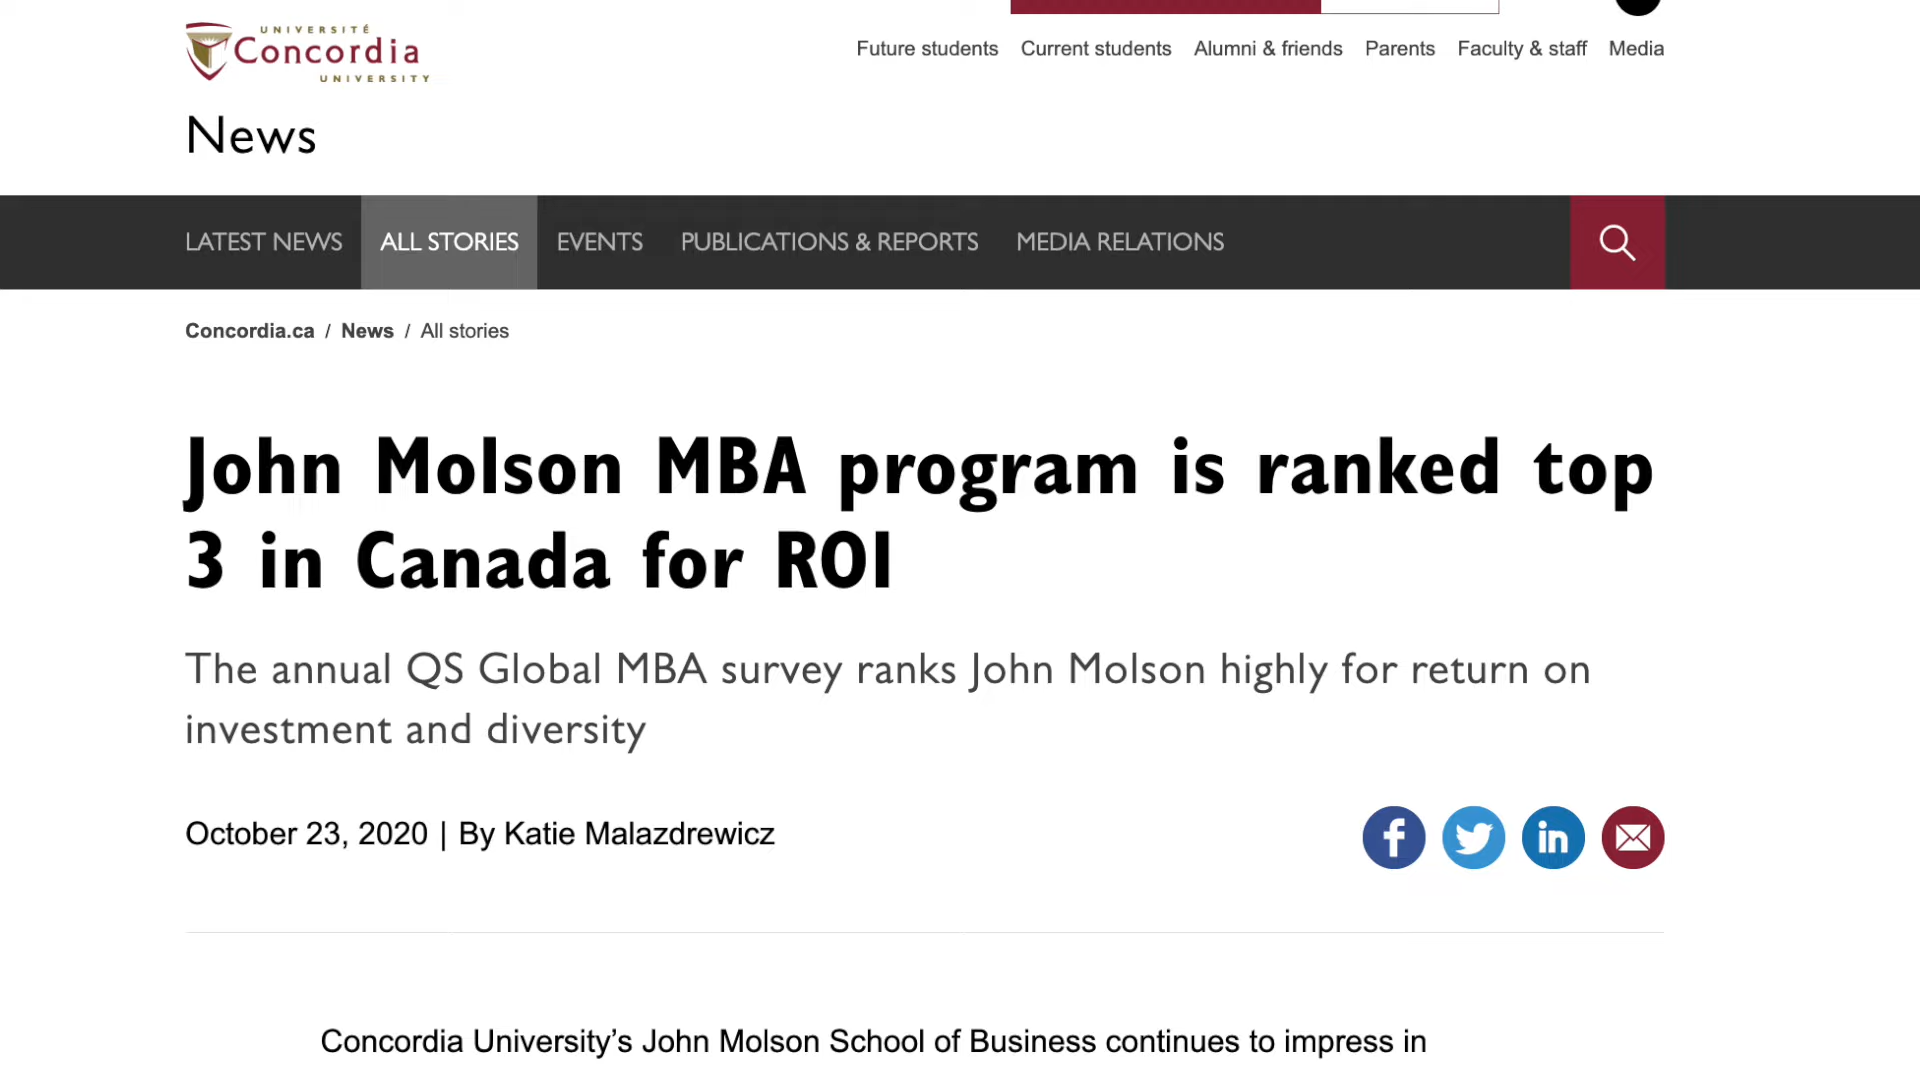 UNIVERSITÉ
Concordia
UNIVERSITY
Future students Current students Alumni & friends Parents Faculty & staff Media
News
LATEST NEWS ALL STORIES EVENTS PUBLICATIONS & REPORTS MEDIA RELATIONS
Concordia.ca / News / All stories
John Molson MBA program is ranked top
3 in Canada for ROI
The annual QS Global MBA survey ranks John Molson highly for return on
investment and diversity
October 23, 2020 | By Katie Malazdrewicz
Concordia University’s John Molson School of Business continues to impress in